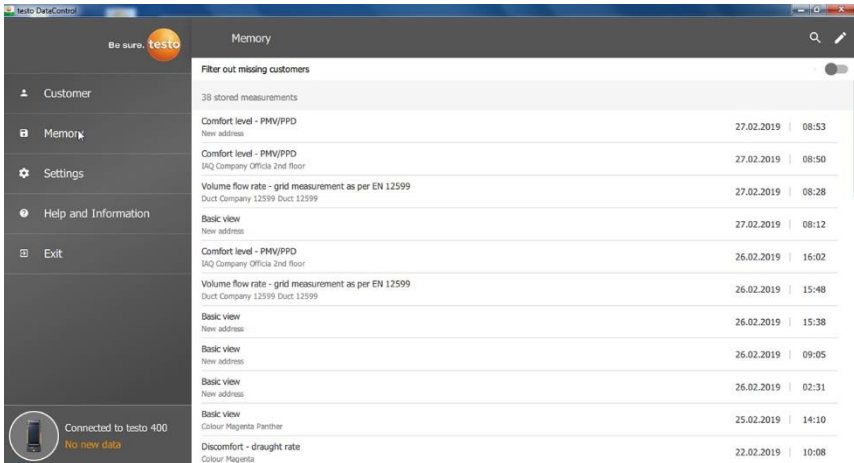 testo DataControl
Be sure. testo
Customer
Memory
Settings
Help and Information
Exit
Connected to testo 400
No new data
Memory
Filter out missing customers
38 stored measurements
Comfort level - PMV/PPD
New address
27.02.2019 | 08:53
Comfort level - PMV/PPD
IAQ Company Officia 2nd floor
27.02.2019 | 08:50
Volume flow rate - grid measurement as per EN 12599
Duct Company 12599 Duct 12599
27.02.2019 | 08:28
Basic view
New address
27.02.2019 | 08:12
Comfort level - PMV/PPD
IAQ Company Officia 2nd floor
26.02.2019 | 16:02
Volume flow rate - grid measurement as per EN 12599
Duct Company 12599 Duct 12599
26.02.2019 | 15:48
Basic view
New address
26.02.2019 | 15:38
Basic view
New address
26.02.2019 | 09:05
Basic view
New address
26.02.2019 | 02:31
Basic view
Colour Magenta Panther
25.02.2019 | 14:10
Discomfort - draught rate
Colour Magenta
22.02.2019 | 10:08